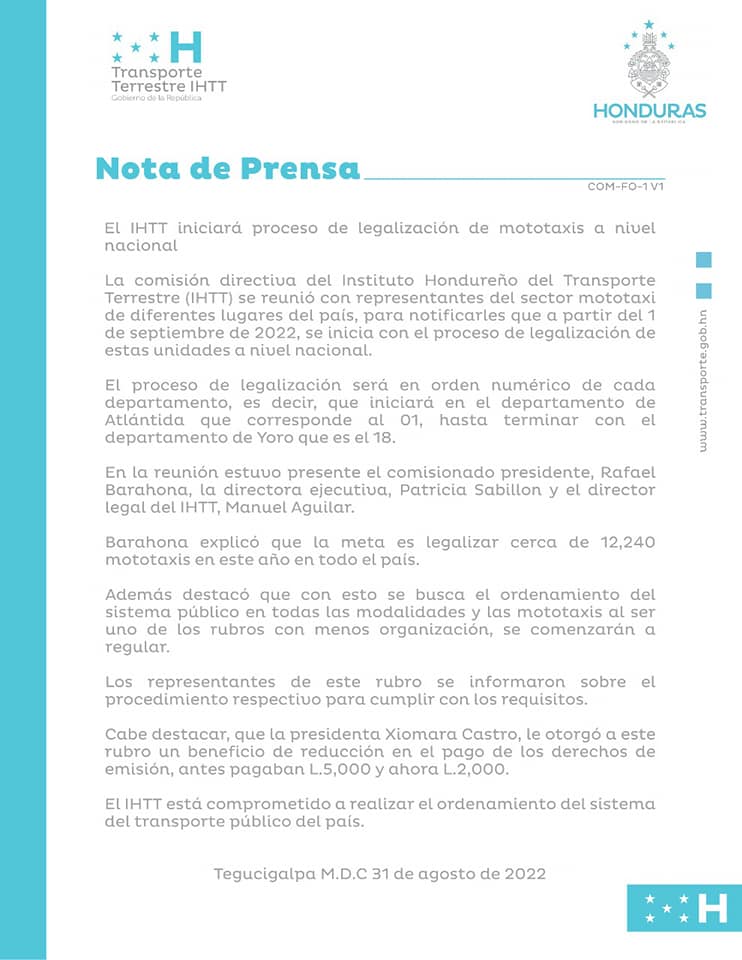 H
Transporte
Terrestre IHTT
Gobierno de la República
HONDURAS
GOBIERNO DE LA REPÚBLICA
Nota de Prensa
COM-FO-1 V1
El IHTT iniciará proceso de legalización de mototaxis a nivel
nacional
La comisión directiva del Instituto Hondureño del Transporte
Terrestre (IHTT) se reunió con representantes del sector mototaxi
de diferentes lugares del país, para notificarles que a partir del 1
de septiembre de 2022, se inicia con el proceso de legalización de
estas unidades a nivel nacional.
El proceso de legalización será en orden numérico de cada
departamento, es decir, que iniciará en el departamento de
Atlántida que corresponde al 01, hasta terminar con el
departamento de Yoro que es el 18.
En la reunión estuvo presente el comisionado presidente, Rafael
Barahona, la directora ejecutiva, Patricia Sabillon y el director
legal del IHTT, Manuel Aguilar.
Barahona explicó que la meta es legalizar cerca de 12,240
mototaxis en este año en todo el país.
Además destacó que con esto se busca el ordenamiento del
sistema público en todas las modalidades y las mototaxis al ser
uno de los rubros con menos organización, se comenzarán a
regular.
Los representantes de este rubro se informaron sobre el
procedimiento respectivo para cumplir con los requisitos.
Cabe destacar, que la presidenta Xiomara Castro, le otorgó a este
rubro un beneficio de reducción en el pago de los derechos de
emisión, antes pagaban L.5,000 y ahora L.2,000.
El IHTT está comprometido a realizar el ordenamiento del sistema
del transporte público del país.
Tegucigalpa M.D.C 31 de agosto de 2022
www.transporte.gob.hn
H